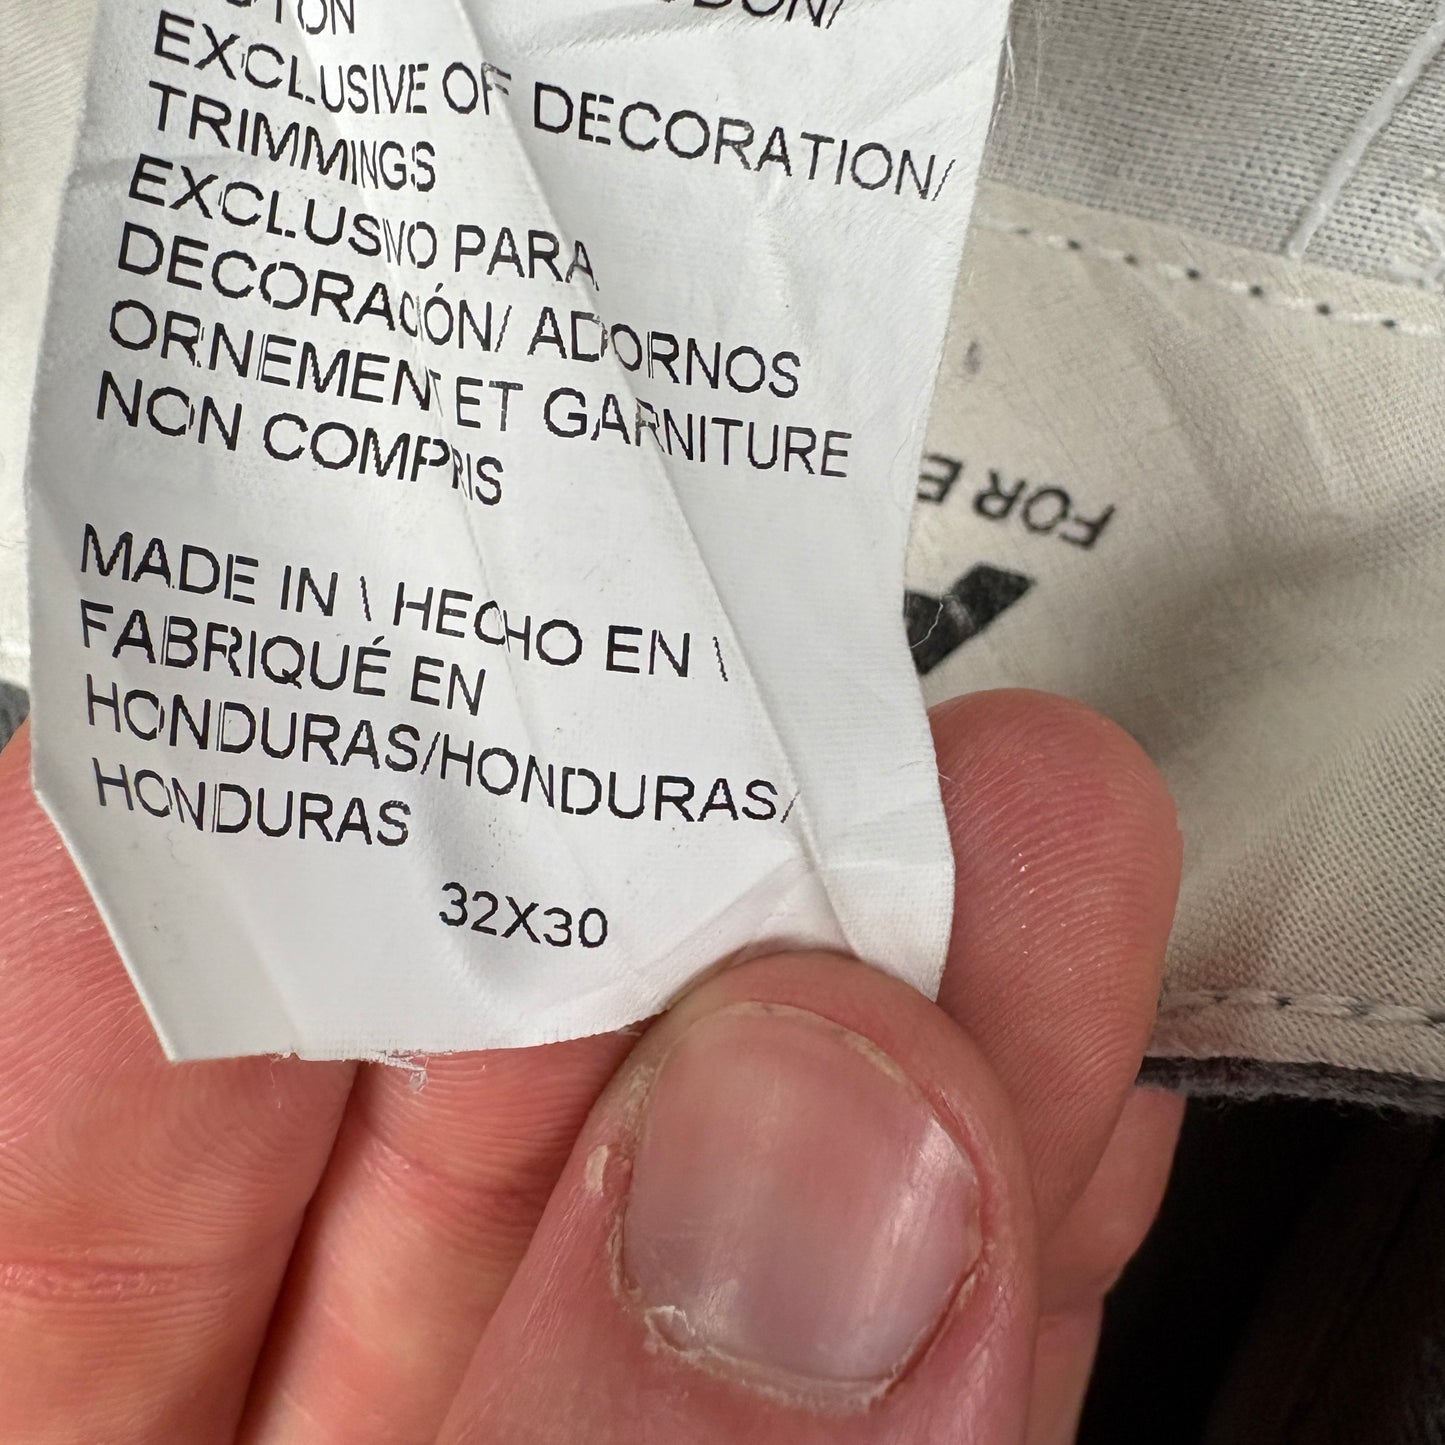 EXCLUSIVE OF DECORATION/
TRIMMINGS
EXCLUSIVO PARA
DECORACIÓN/ ADORNOS
ORNEMENT ET GARNITURE
NON COMPRIS
MADE IN \ HECHO EN \
FABRIQUÉ EN
HONDURAS/HONDURAS/
HONDURAS
32X30
FOR